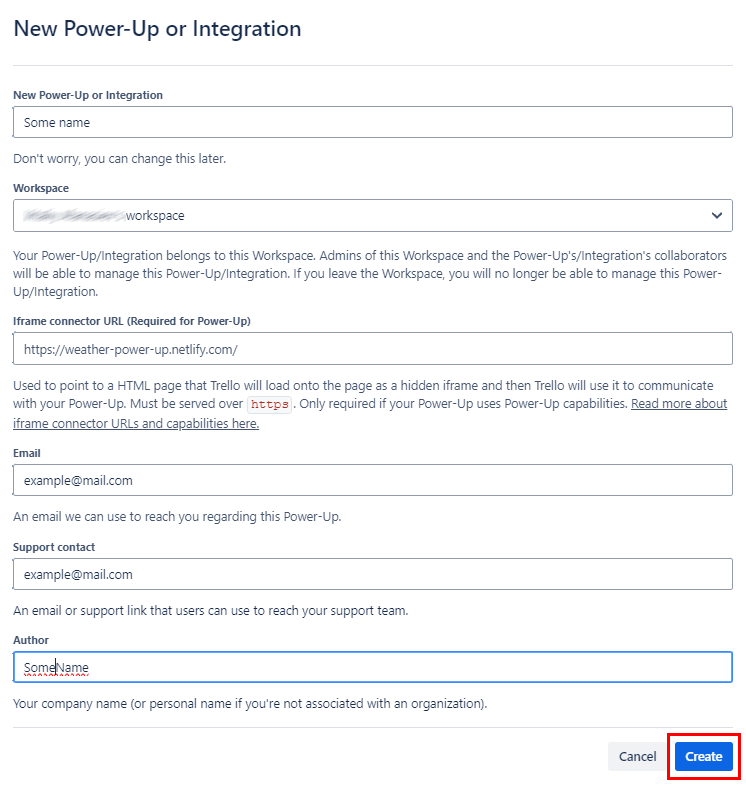 New Power-Up or Integration
New Power-Up or Integration
Some name
Don't worry, you can change this later.
Workspace
workspace
Your Power-Up/Integration belongs to this Workspace. Admins of this Workspace and the Power-Up's/Integration's collaborators
will be able to manage this Power-Up/Integration. If you leave the Workspace, you will no longer be able to manage this Power-
Up/Integration.
Iframe connector URL (Required for Power-Up)
https://weather-power-up.netlify.com/
Used to point to a HTML page that Trello will load onto the page as a hidden iframe and then Trello will use it to communicate
with your Power-Up. Must be served over https. Only required if your Power-Up uses Power-Up capabilities. Read more about
iframe connector URLs and capabilities here.
Email
example@mail.com
An email we can use to reach you regarding this Power-Up.
Support contact
example@mail.com
An email or support link that users can use to reach your support team.
Author
SomeName
Your company name (or personal name if you're not associated with an organization).
Cancel Create